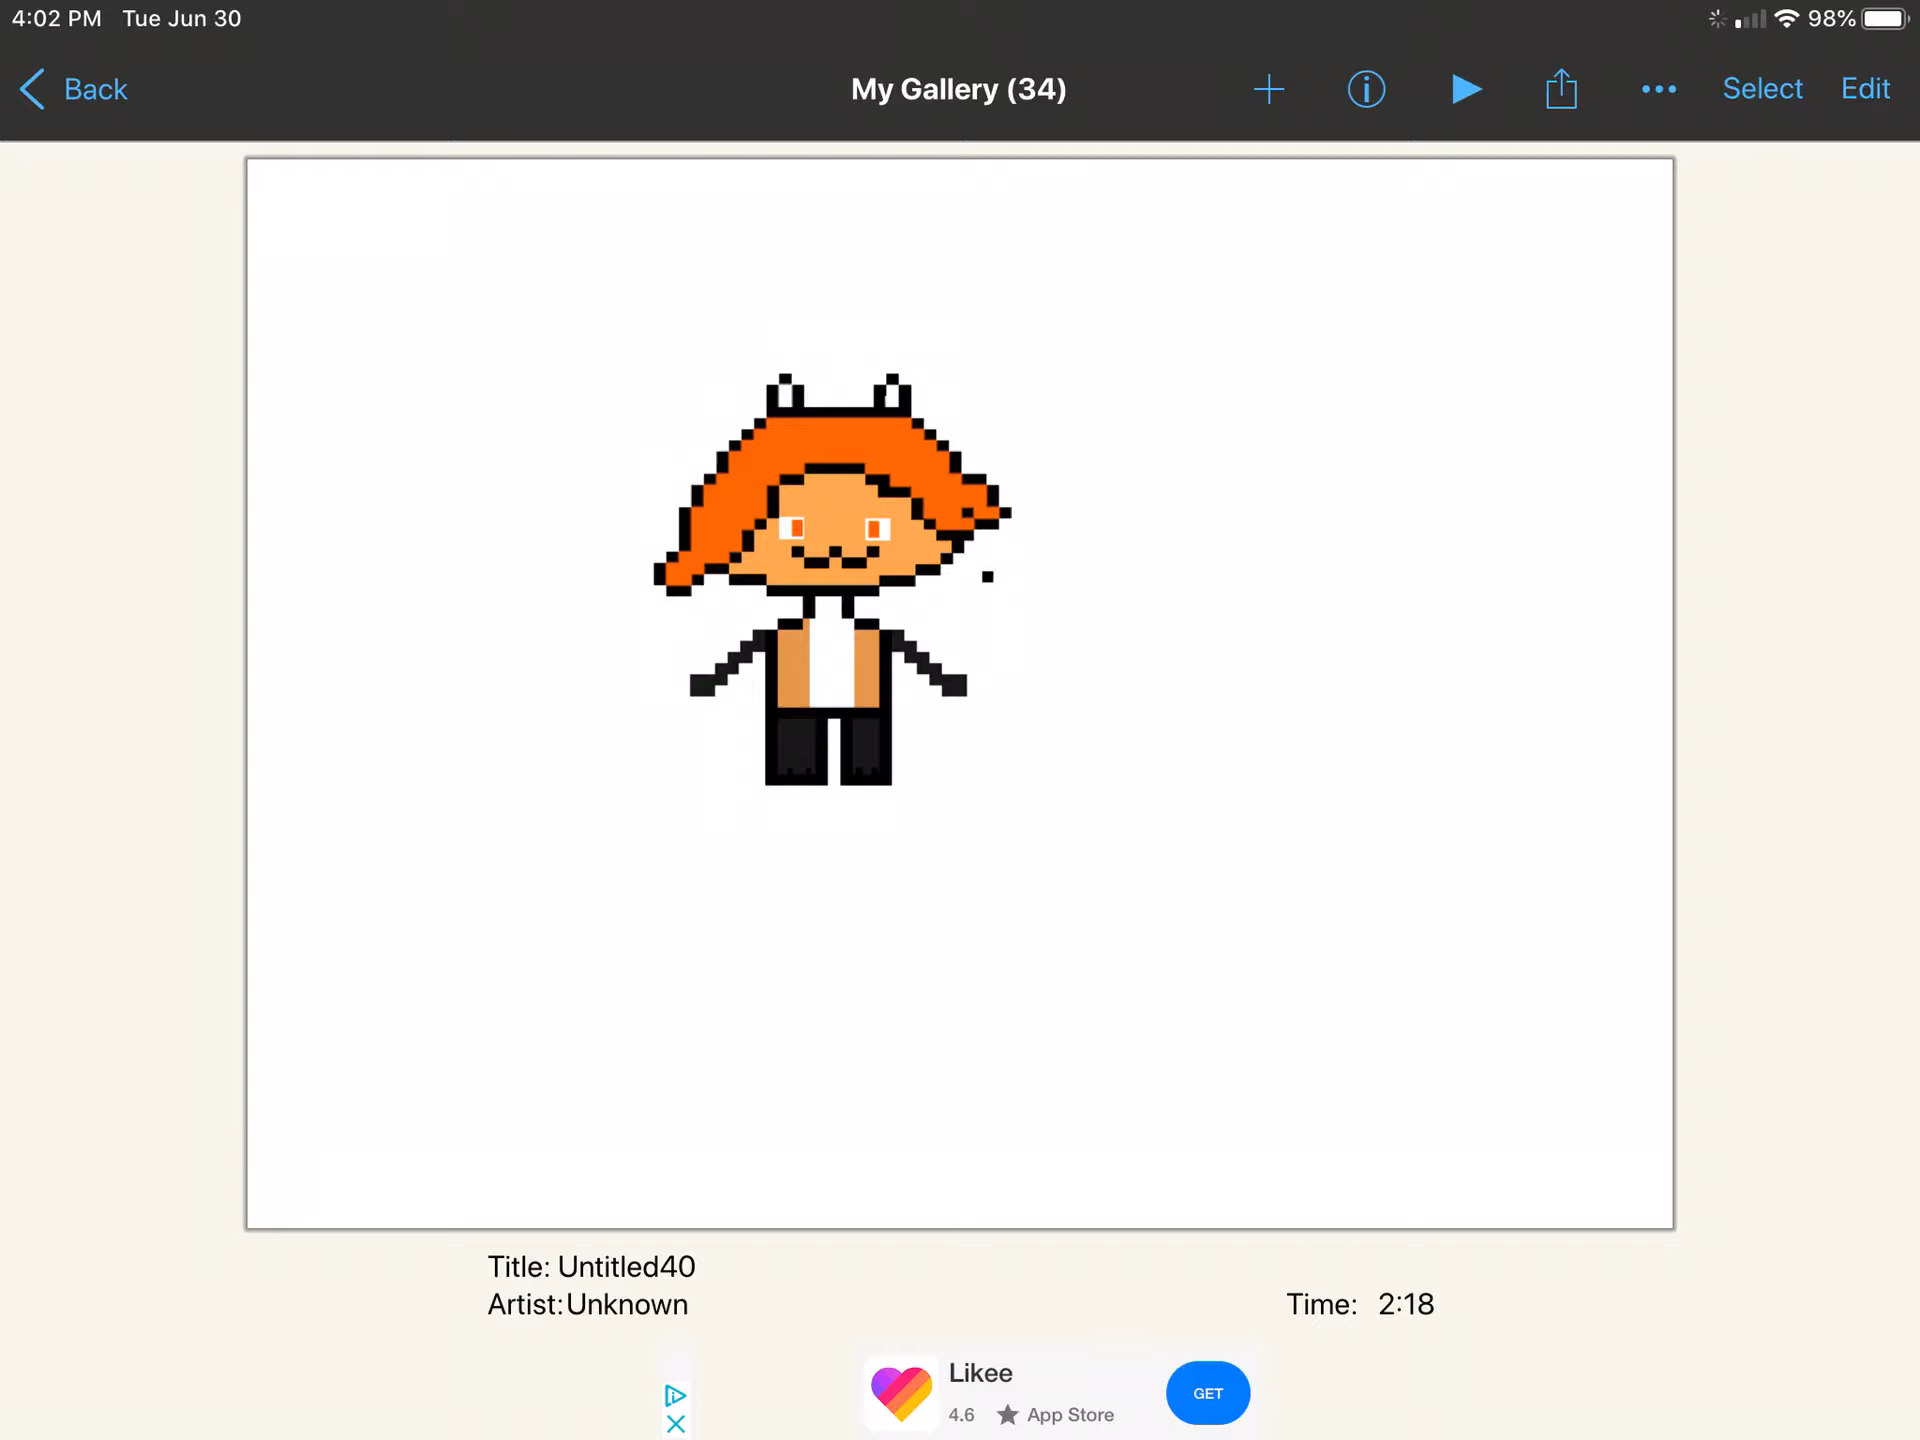 4:02 PM Tue Jun 30
98%
Back
My Gallery (34)
Select
Edit
Title: Untitled40
Artist:Unknown
Time: 2:18
Likee
4.6 ★ App Store
GET